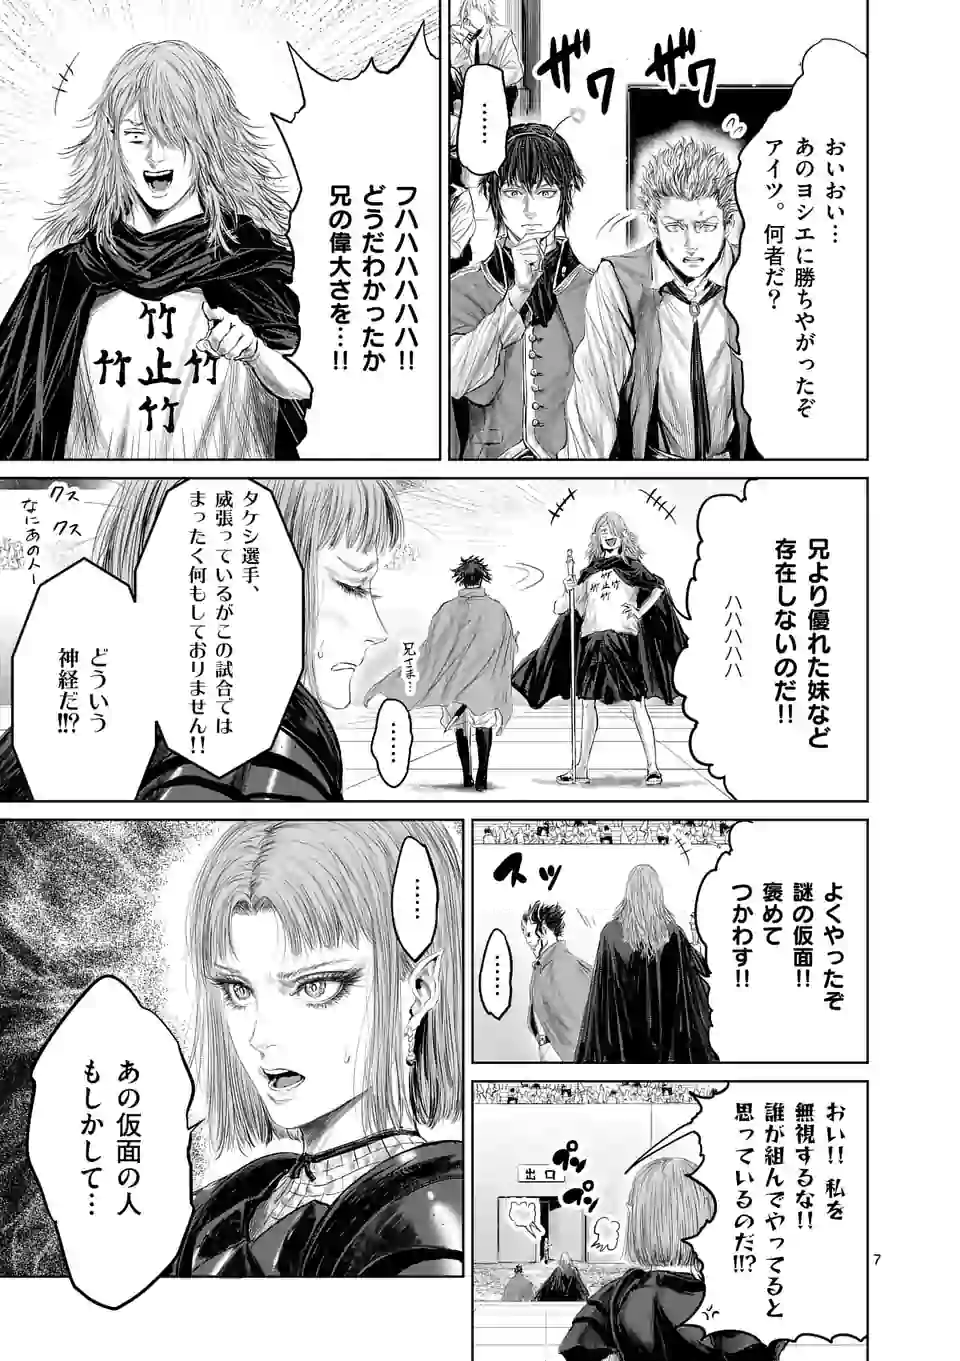 おいおい…
あのヨシエに勝ちやがったぞ
アイツ。何者だ？
ザワ
ザワ
……
フハハハハハハ!!
どうだわかったか
兄の偉大さを…!!
竹
竹止竹
竹
兄より優れた妹など
存在しないのだ!!
ハハハハハ
竹
竹止竹
竹
兄さま…
……
タケシ選手、
威張っているがこの試合では
まったく何もしておりません!!
どういう
神経だ!!?
クス
クス
なにあの人ー
よくやったぞ
謎の仮面!!
褒めて
つかわす!!
スッ
……
おい!! 私を
無視するな!!
誰が組んでやってると
思っているのだ!!?
プン
プン
出口
……
あの仮面の人
もしかして…
7